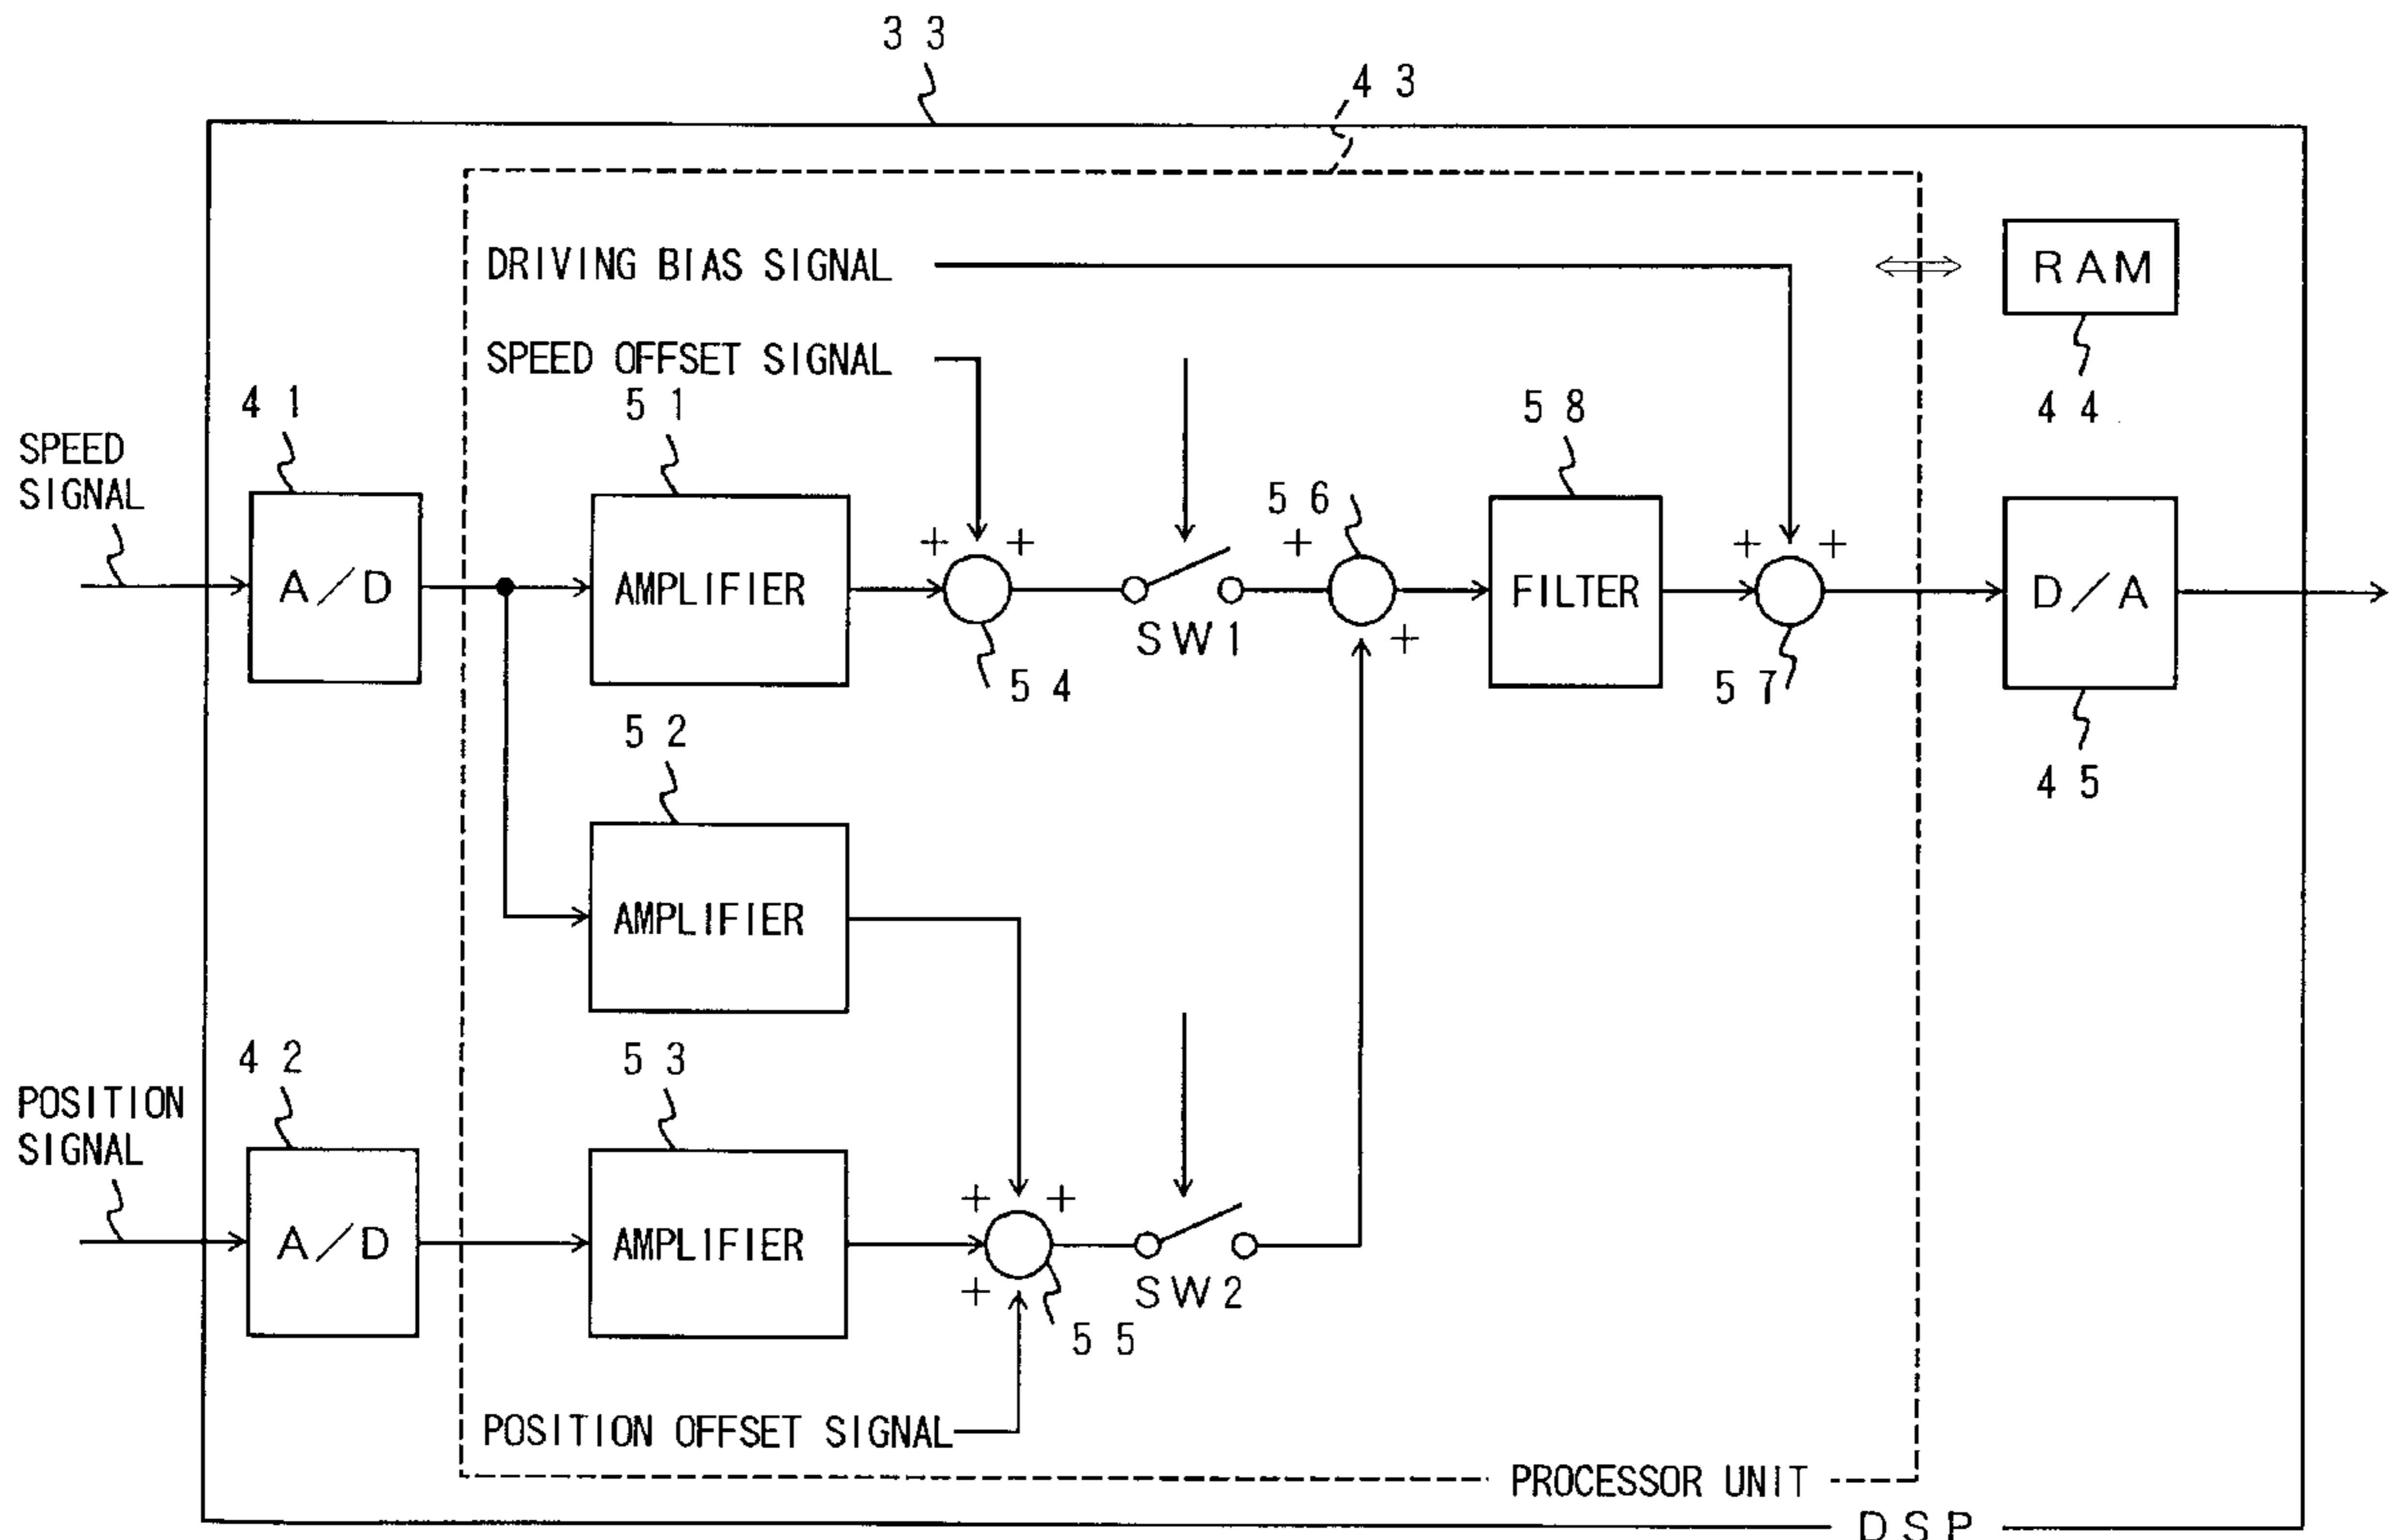 33
43
DRIVING BIAS SIGNAL
RAM
SPEED OFFSET SIGNAL
44
41
51
58
SPEED
SIGNAL
56
+
+
+
+
+
A/D
AMPLIFIER
FILTER
D/A
SW1
+
54
57
52
45
AMPLIFIER
42
53
POSITION
SIGNAL
+
+
A/D
AMPLIFIER
+
SW2
55
POSITION OFFSET SIGNAL
PROCESSOR UNIT
DSP